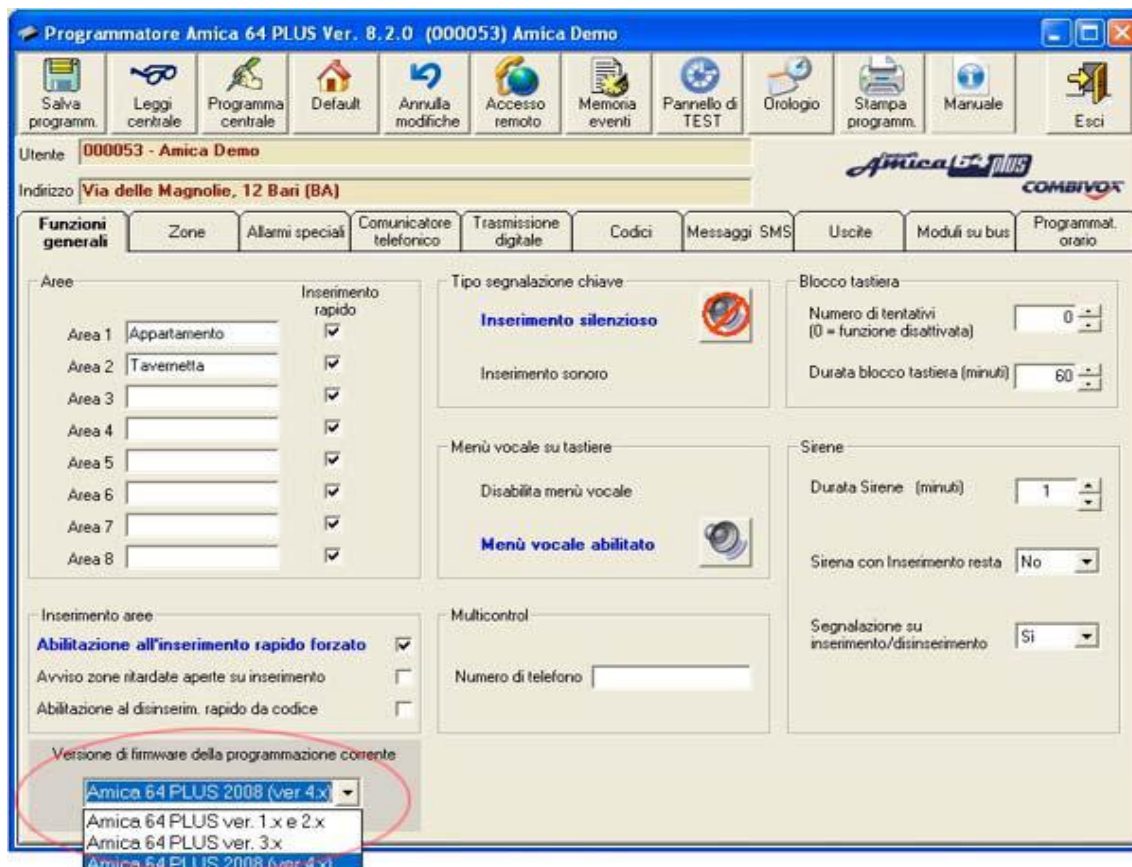 Programmatore Amica 64 PLUS Ver. 8.2.0 (000053) Amica Demo
Salva programm.
Leggi centrale
Programma centrale
Default
Annulla modifiche
Accesso remoto
Memoria eventi
Pannello di TEST
Orologio
Stampa programm.
Manuale
Esci
Utente 000053 - Amica Demo
Indirizzo Via delle Magnolie, 12 Bari (BA)
Amica 64 plus
COMBIVOX
Funzioni generali
Zone
Allarmi speciali
Comunicatore telefonico
Trasmissione digitale
Codici
Messaggi SMS
Uscite
Moduli su bus
Programmat. orario
Aree
Inserimento rapido
Area 1 Appartamento
Area 2 Tavernetta
Area 3
Area 4
Area 5
Area 6
Area 7
Area 8
Inserimento aree
Abilitazione all'inserimento rapido forzato
Avviso zone ritardate aperte su inserimento
Abilitazione al disinserim. rapido da codice
Versione di firmware della programmazione corrente
Amica 64 PLUS 2008 (ver 4.x)
Amica 64 PLUS ver. 1.x e 2.x
Amica 64 PLUS ver. 3.x
Amica 64 PLUS 2008 (ver 4.x)
Tipo segnalazione chiave
Inserimento silenzioso
Inserimento sonoro
Menù vocale su tastiere
Disabilita menù vocale
Menù vocale abilitato
Multicontrol
Numero di telefono
Blocco tastiera
Numero di tentativi
(0 = funzione disattivata) 0
Durata blocco tastiera (minuti) 60
Sirene
Durata Sirene (minuti) 1
Sirena con Inserimento resta No
Segnalazione su
inserimento/disinserimento Si